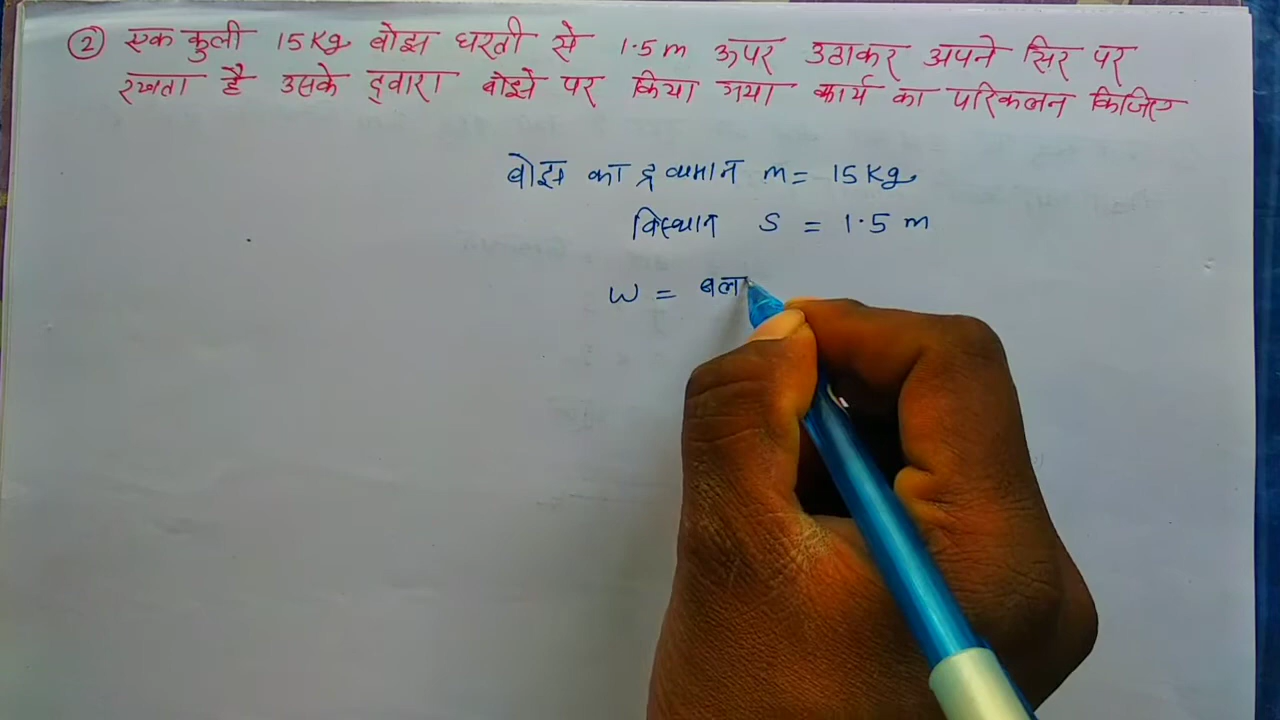 ② एक कुली 15 Kg बोझ धरती से 1.5 m ऊपर उठाकर अपने सिर पर
रखता है उसके द्वारा बोझे पर किया गया कार्य का परिकलन किजिए
बोझ का द्रव्यमान m = 15 Kg
विस्थान S = 1.5 m
W = बल